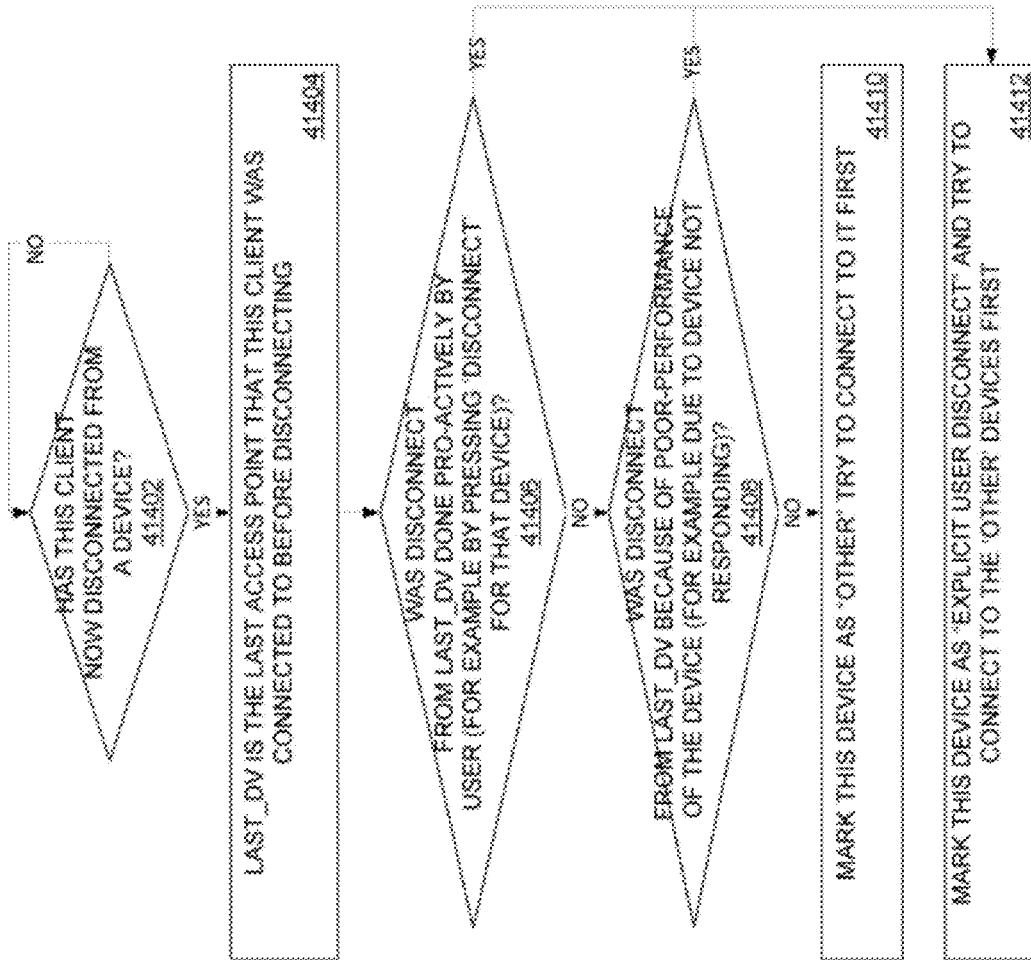 HAS THIS CLIENT
NOW DISCONNECTED FROM
A DEVICE?
41402
NO
YES
LAST_DV IS THE LAST ACCESS POINT THAT THIS CLIENT WAS
CONNECTED TO BEFORE DISCONNECTING
41404
WAS DISCONNECT
FROM LAST_DV DONE PRO-ACTIVELY BY
USER (FOR EXAMPLE BY PRESSING 'DISCONNECT'
FOR THAT DEVICE)?
41406
YES
NO
WAS DISCONNECT
FROM LAST_DV BECAUSE OF POOR-PERFORMANCE
OF THE DEVICE (FOR EXAMPLE DUE TO DEVICE NOT
RESPONDING)?
41408
YES
NO
MARK THIS DEVICE AS 'OTHER' TRY TO CONNECT TO IT FIRST
41410
MARK THIS DEVICE AS 'EXPLICIT USER DISCONNECT' AND TRY TO
CONNECT TO THE 'OTHER' DEVICES FIRST
41412